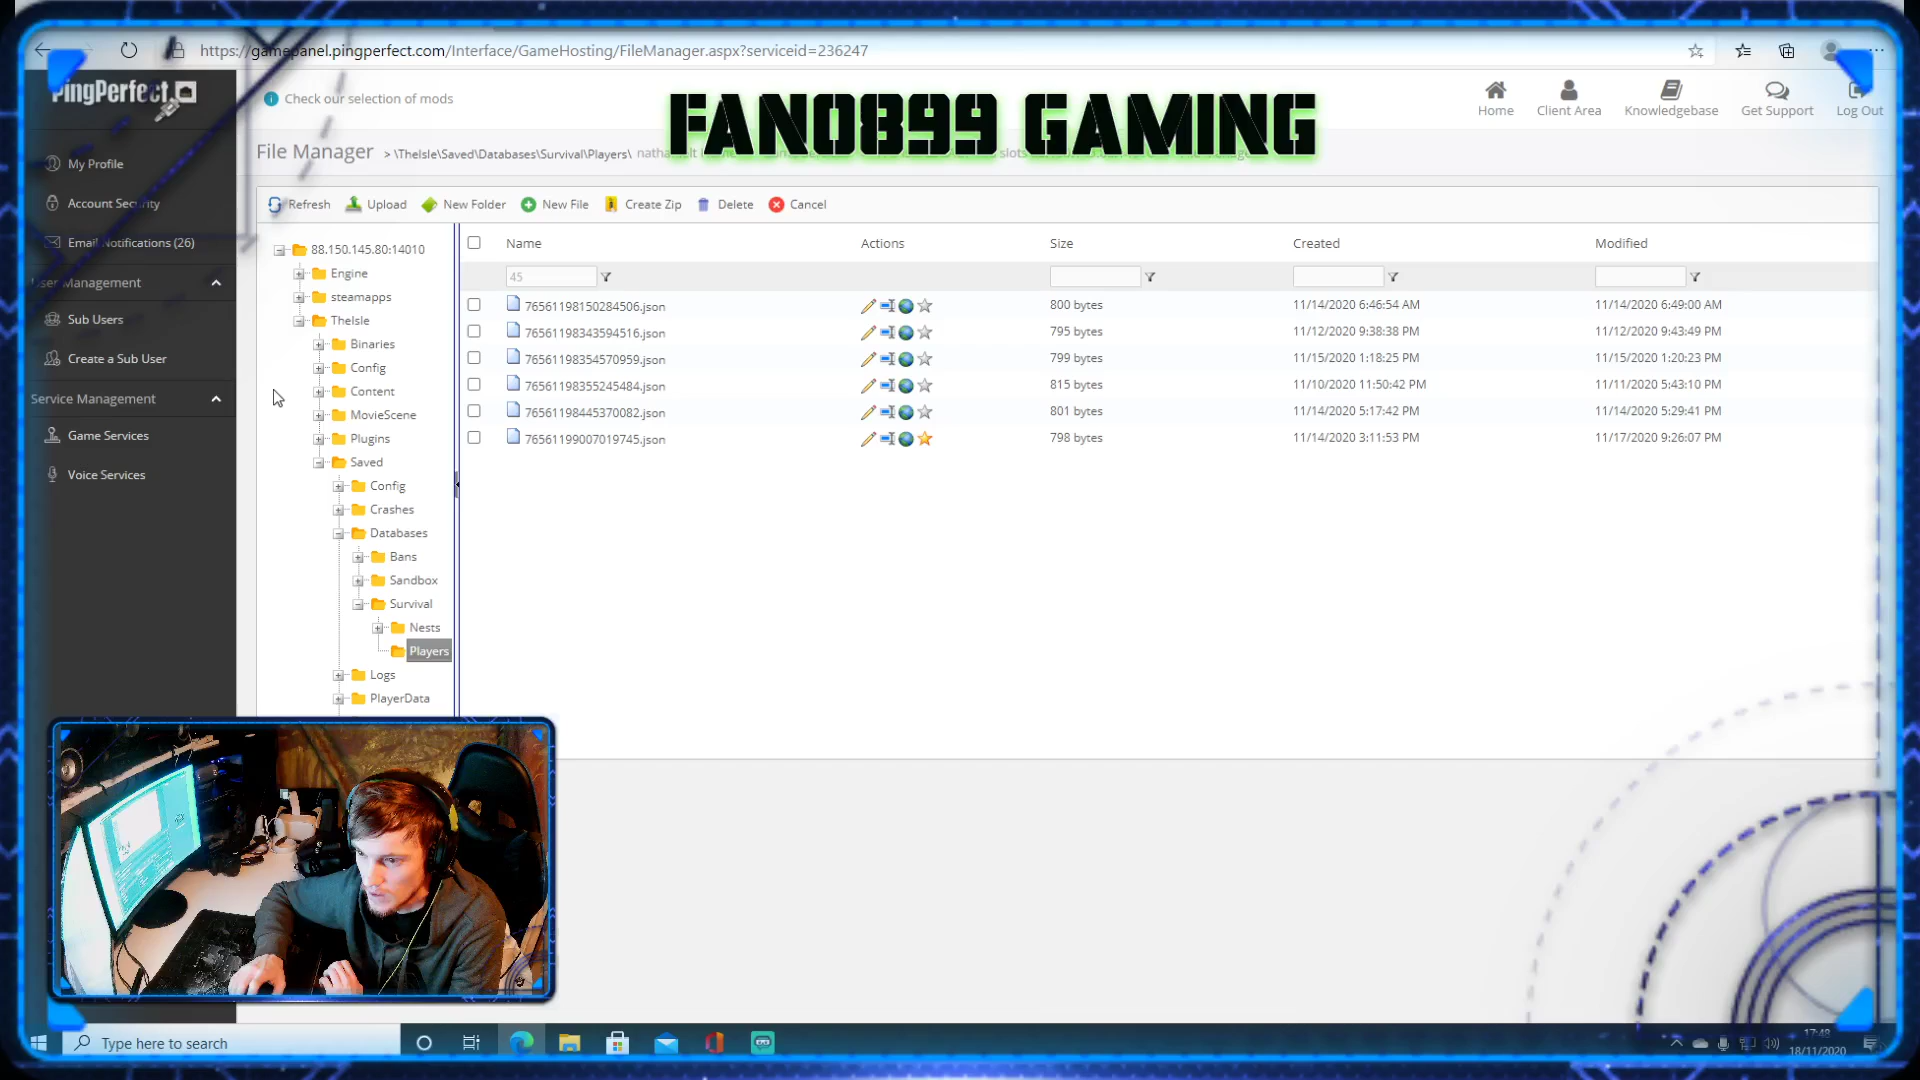 https://gamepanel.pingperfect.com/Interface/GameHosting/FileManager.aspx?serviceid=236247
PingPerfect
Check our selection of mods
FANO899 GAMING
Home
Client Area
Knowledgebase
Get Support
Log Out
File Manager > \TheIsle\Saved\Databases\Survival\Players\
My Profile
Account Security
Email Notifications (26)
User Management
Sub Users
Create a Sub User
Service Management
Game Services
Voice Services
Refresh Upload New Folder New File Create Zip Delete Cancel
88.150.145.80:14010
Engine
steamapps
TheIsle
Binaries
Config
Content
MovieScene
Plugins
Saved
Config
Crashes
Databases
Bans
Sandbox
Survival
Nests
Players
Logs
PlayerData
Name Actions Size Created Modified
45
76561198150284506.json 800 bytes 11/14/2020 6:46:54 AM 11/14/2020 6:49:00 AM
76561198343594516.json 795 bytes 11/12/2020 9:38:38 PM 11/12/2020 9:43:49 PM
76561198354570959.json 799 bytes 11/15/2020 1:18:25 PM 11/15/2020 1:20:23 PM
76561198355245484.json 815 bytes 11/10/2020 11:50:42 PM 11/11/2020 5:43:10 PM
76561198445370082.json 801 bytes 11/14/2020 5:17:42 PM 11/14/2020 5:29:41 PM
76561199007019745.json 798 bytes 11/14/2020 3:11:53 PM 11/17/2020 9:26:07 PM
Type here to search
17:48
18/11/2020